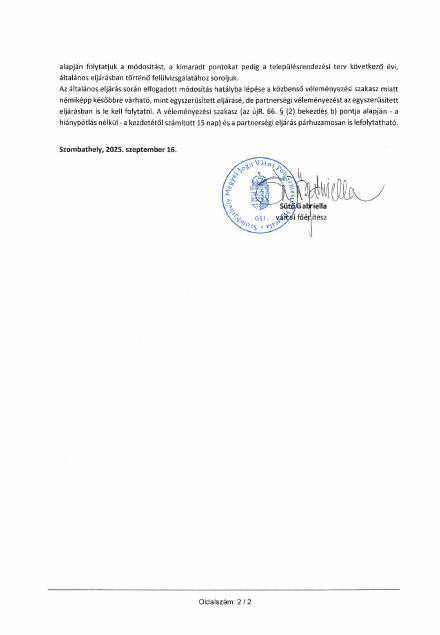 alapján folytatjuk a módosítást, a kimaradt pontokat pedig a településrendezési terv következő évi,
általános eljárásban történő felülvizsgálatához soroljuk.
Az általános eljárás során elfogadott módosítás hatályba lépése a közbenső véleményezési szakasz miatt
némiképp későbbre várható, mint egyszerűsített eljárásé, de partnerségi véleményezést az egyszerűsített
eljárásban is le kell folytatni. A véleményezési szakasz (az újR. 66. § (2) bekezdés b) pontja alapján - a
hiánypótlás nélkül - a kezdetétől számított 15 nap) és a partnerségi eljárás párhuzamosan is lefolytatható.
Szombathely, 2025. szeptember 16.
Szombathely Megyei Jogú Város
051.
Sütő Gabriella
városi főépítész
Oldalszám: 2 / 2